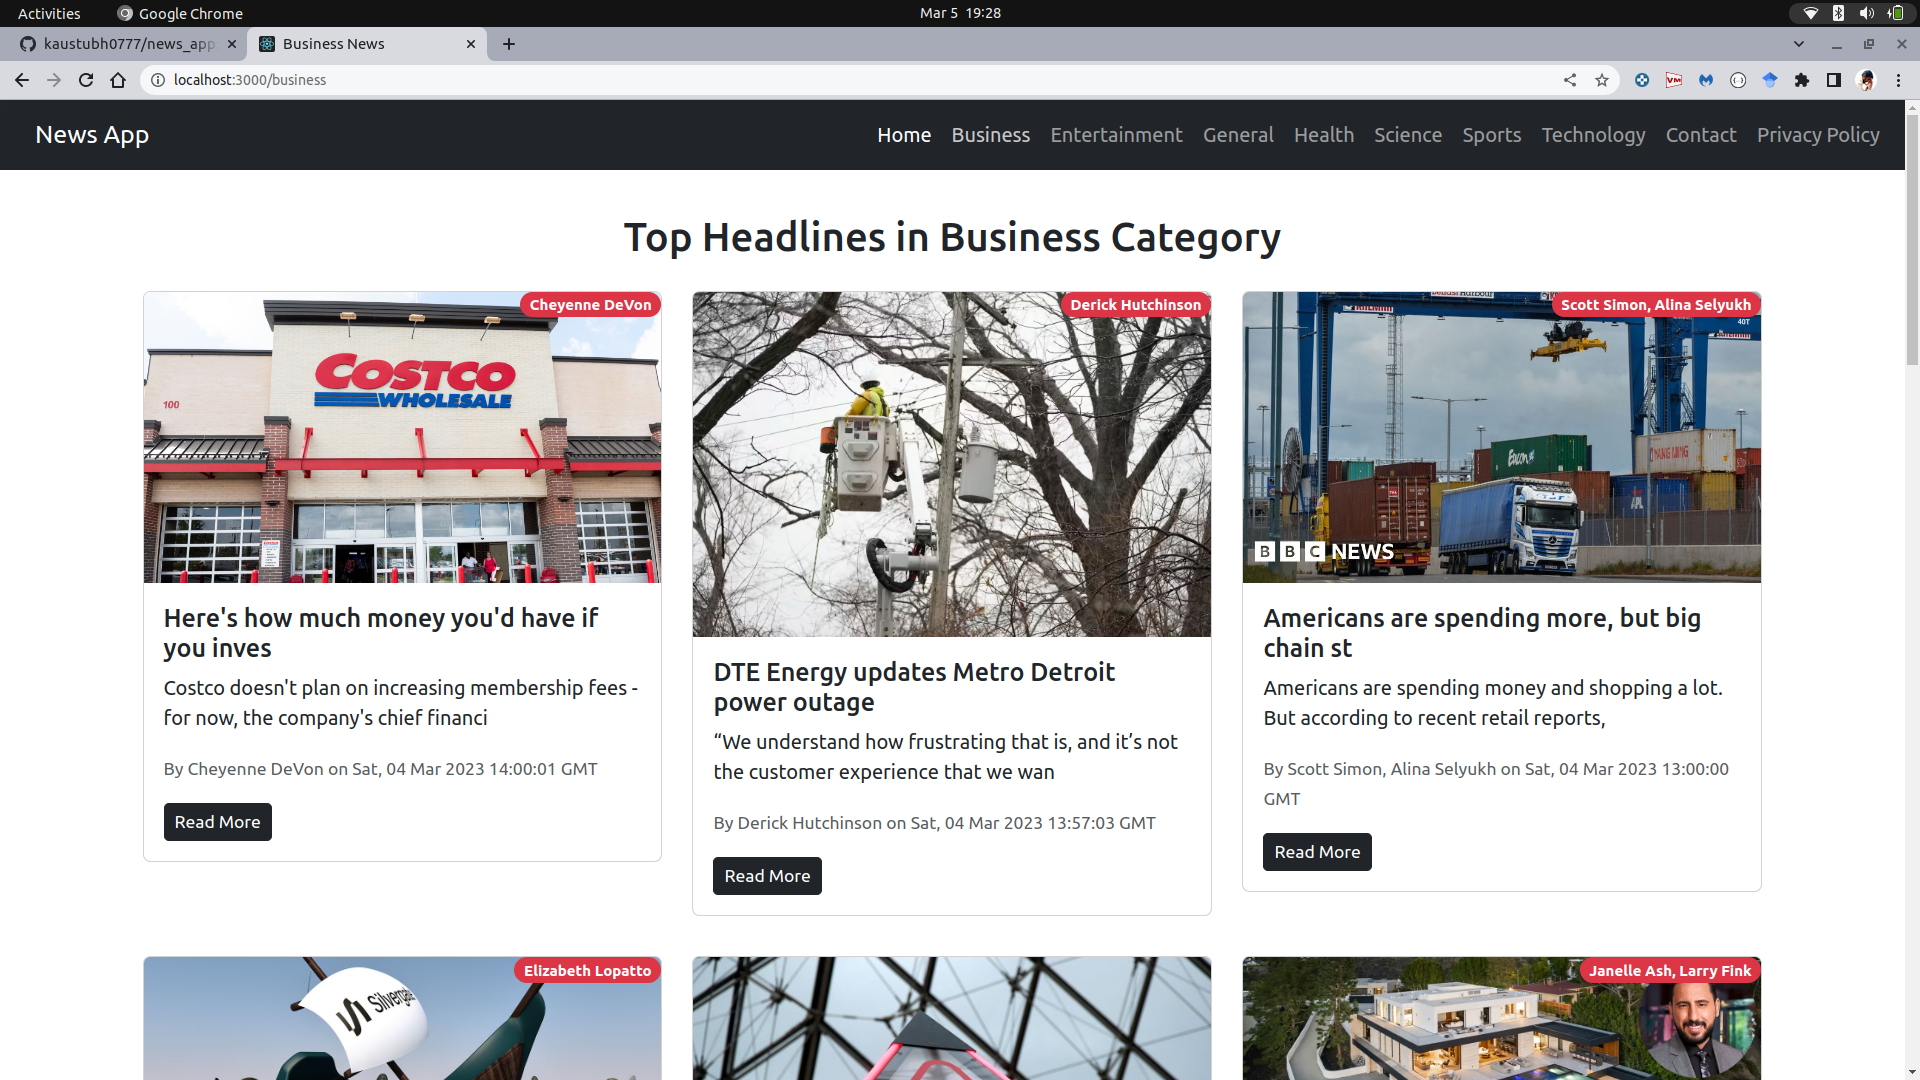 Activities Google Chrome Mar 5 19:28
kaustubh0777/news_app Business News
localhost:3000/business
News App Home Business Entertainment General Health Science Sports Technology Contact Privacy Policy
Top Headlines in Business Category
Cheyenne DeVon
COSTCO
WHOLESALE
100
Here's how much money you'd have if
you inves
Costco doesn't plan on increasing membership fees -
for now, the company's chief financi
By Cheyenne DeVon on Sat, 04 Mar 2023 14:00:01 GMT
Read More
Derick Hutchinson
DTE Energy updates Metro Detroit
power outage
“We understand how frustrating that is, and it’s not
the customer experience that we wan
By Derick Hutchinson on Sat, 04 Mar 2023 13:57:03 GMT
Read More
Scott Simon, Alina Selyukh
40T
YANG MING
BBC NEWS
Americans are spending more, but big
chain st
Americans are spending money and shopping a lot.
But according to recent retail reports,
By Scott Simon, Alina Selyukh on Sat, 04 Mar 2023 13:00:00
GMT
Read More
Elizabeth Lopatto
Silvergate
Janelle Ash, Larry Fink